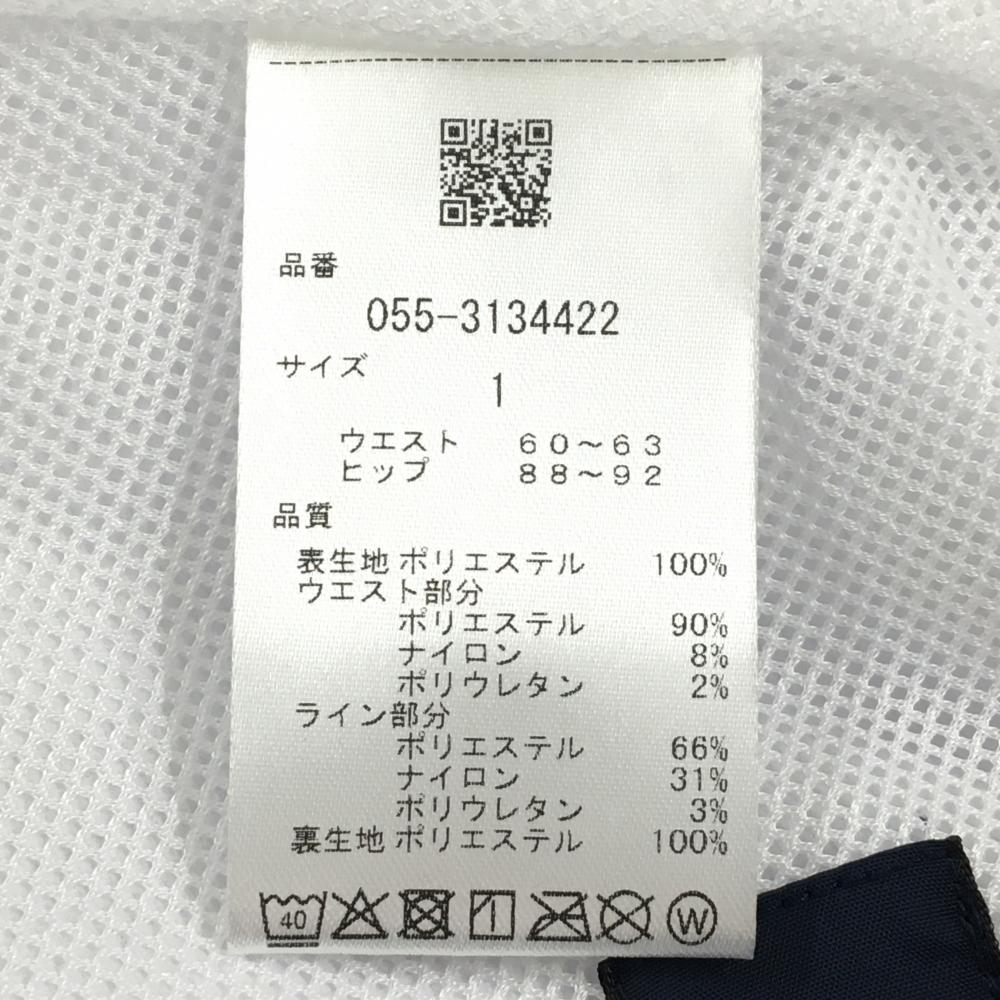 品番
055-3134422
サイズ
1
ウエスト 60〜63
ヒップ 88〜92
品質
表生地 ポリエステル 100%
ウエスト部分
ポリエステル 90%
ナイロン 8%
ポリウレタン 2%
ライン部分
ポリエステル 66%
ナイロン 31%
ポリウレタン 3%
裏生地 ポリエステル 100%
40 W